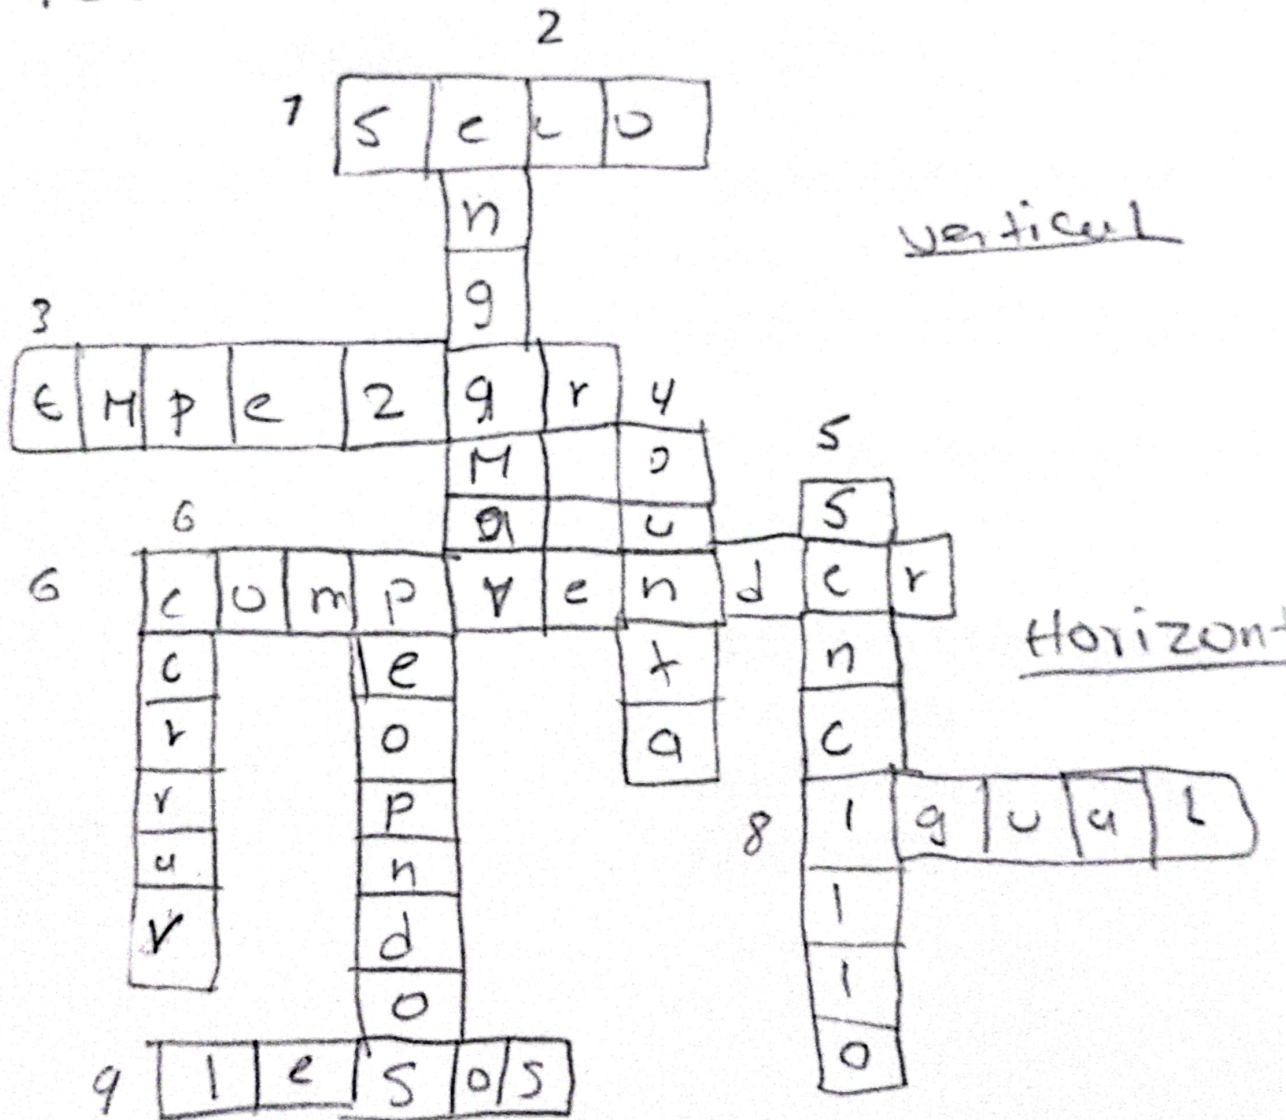 2
1 S e c o
n
vertical
g
3
E M p e z a r 4
M o 5
a u S
6
6 c o m p r e n d e r
c e t n
Horizont
r o a c
r p 8 i g u a l
a n l
r d l
o o
9 l e s o s